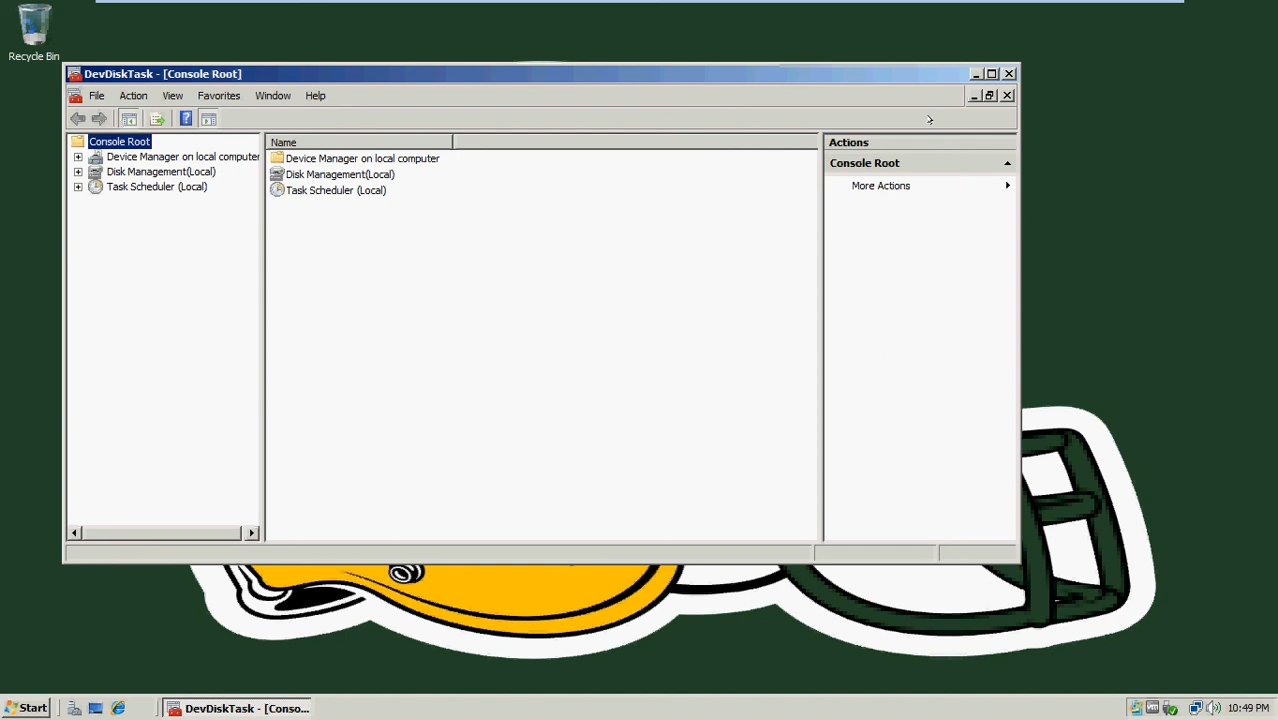 Recycle Bin
DevDiskTask - [Console Root]
File Action View Favorites Window Help
Console Root
Device Manager on local computer
Disk Management(Local)
Task Scheduler (Local)
Name
Device Manager on local computer
Disk Management(Local)
Task Scheduler (Local)
Actions
Console Root
More Actions
Start
DevDiskTask - [Conso...
10:49 PM